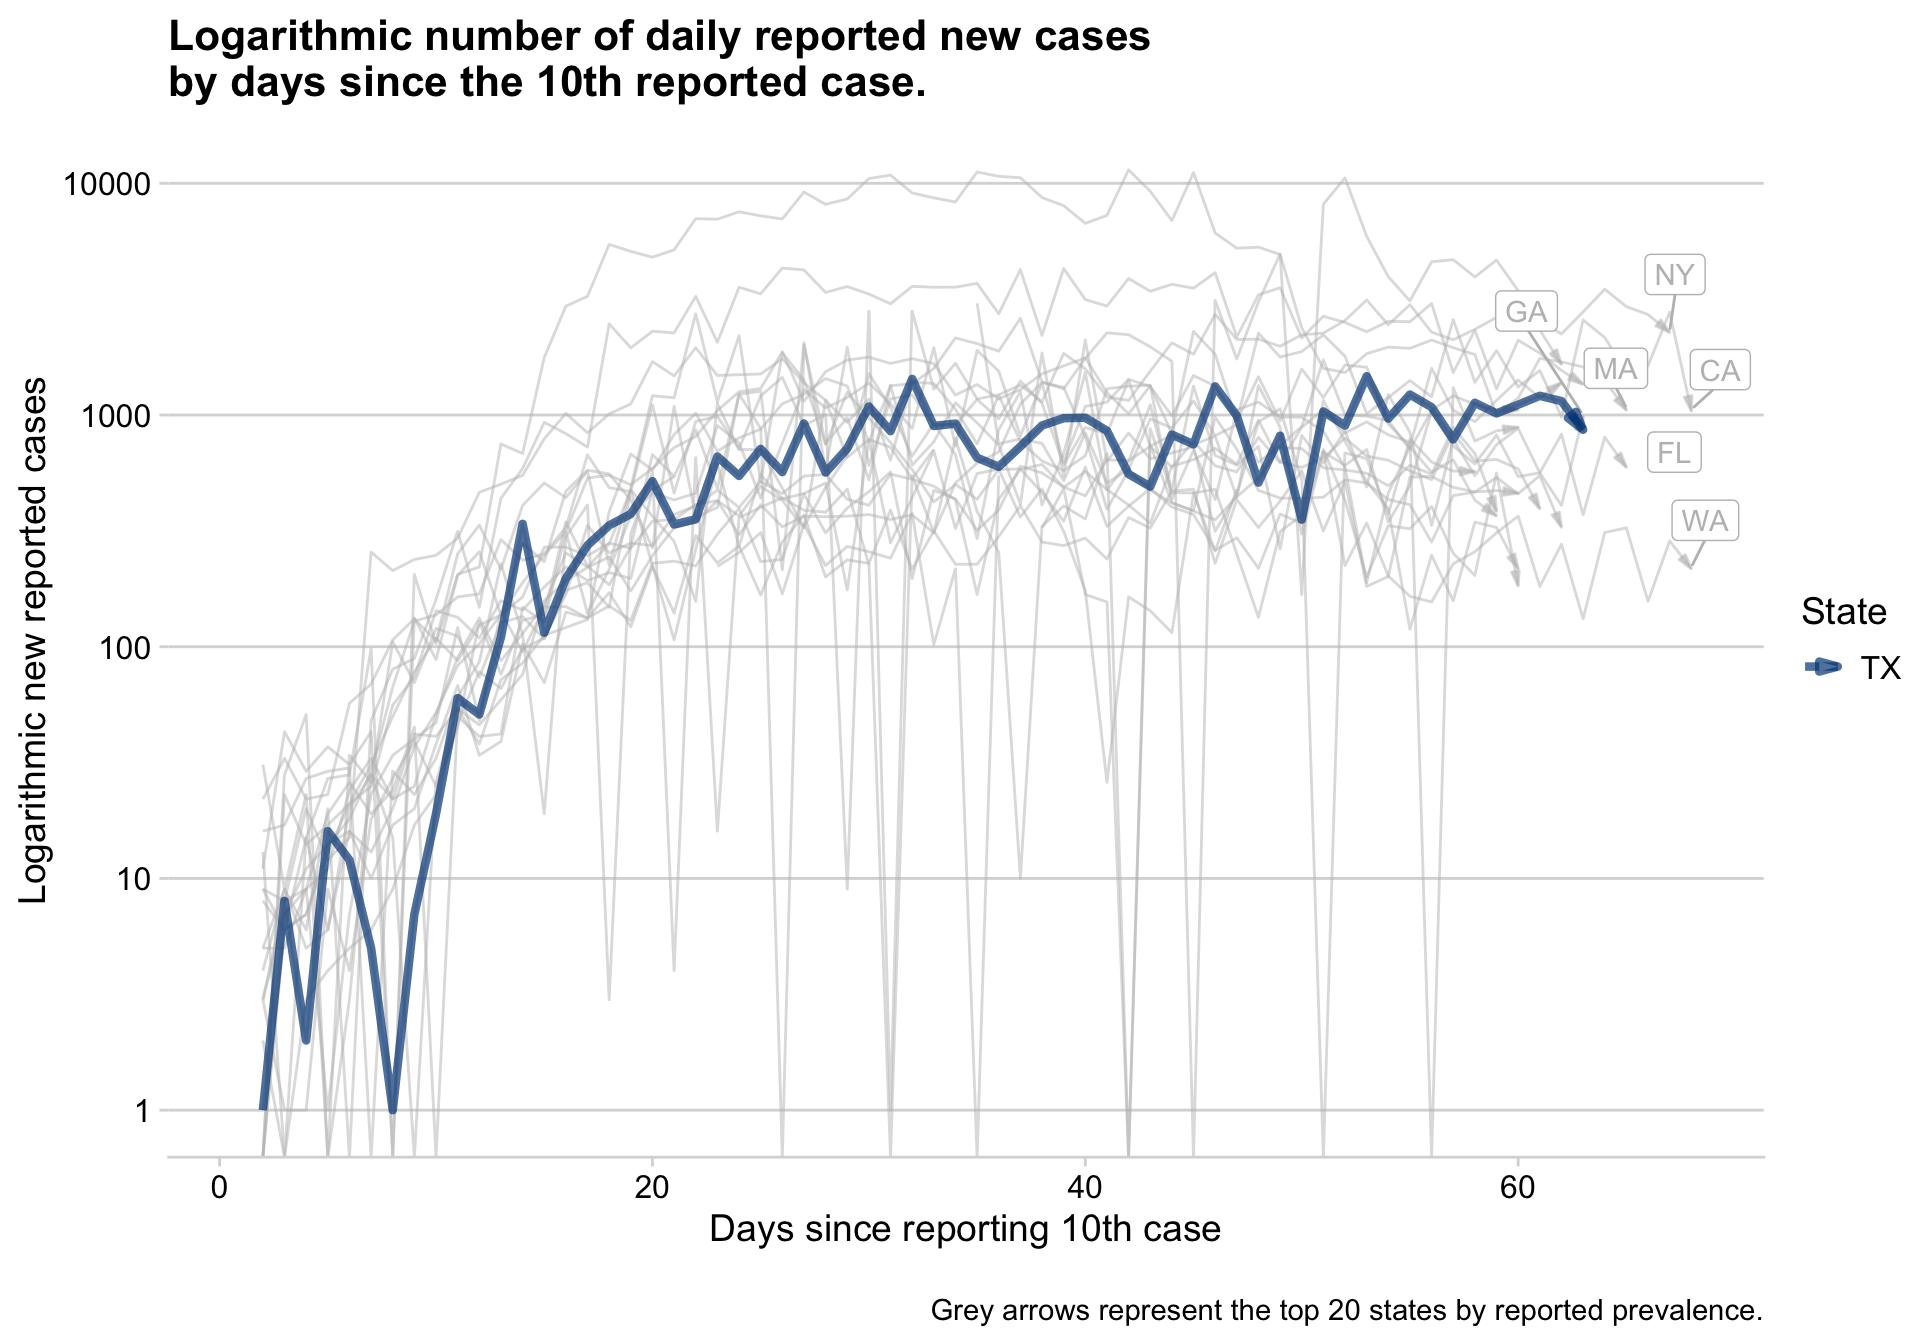 Logarithmic number of daily reported new cases
by days since the 10th reported case.
10000
1000
100
10
1
Logarithmic new reported cases
NY
GA
MA
CA
FL
WA
State
TX
0
20
40
60
Days since reporting 10th case
Grey arrows represent the top 20 states by reported prevalence.